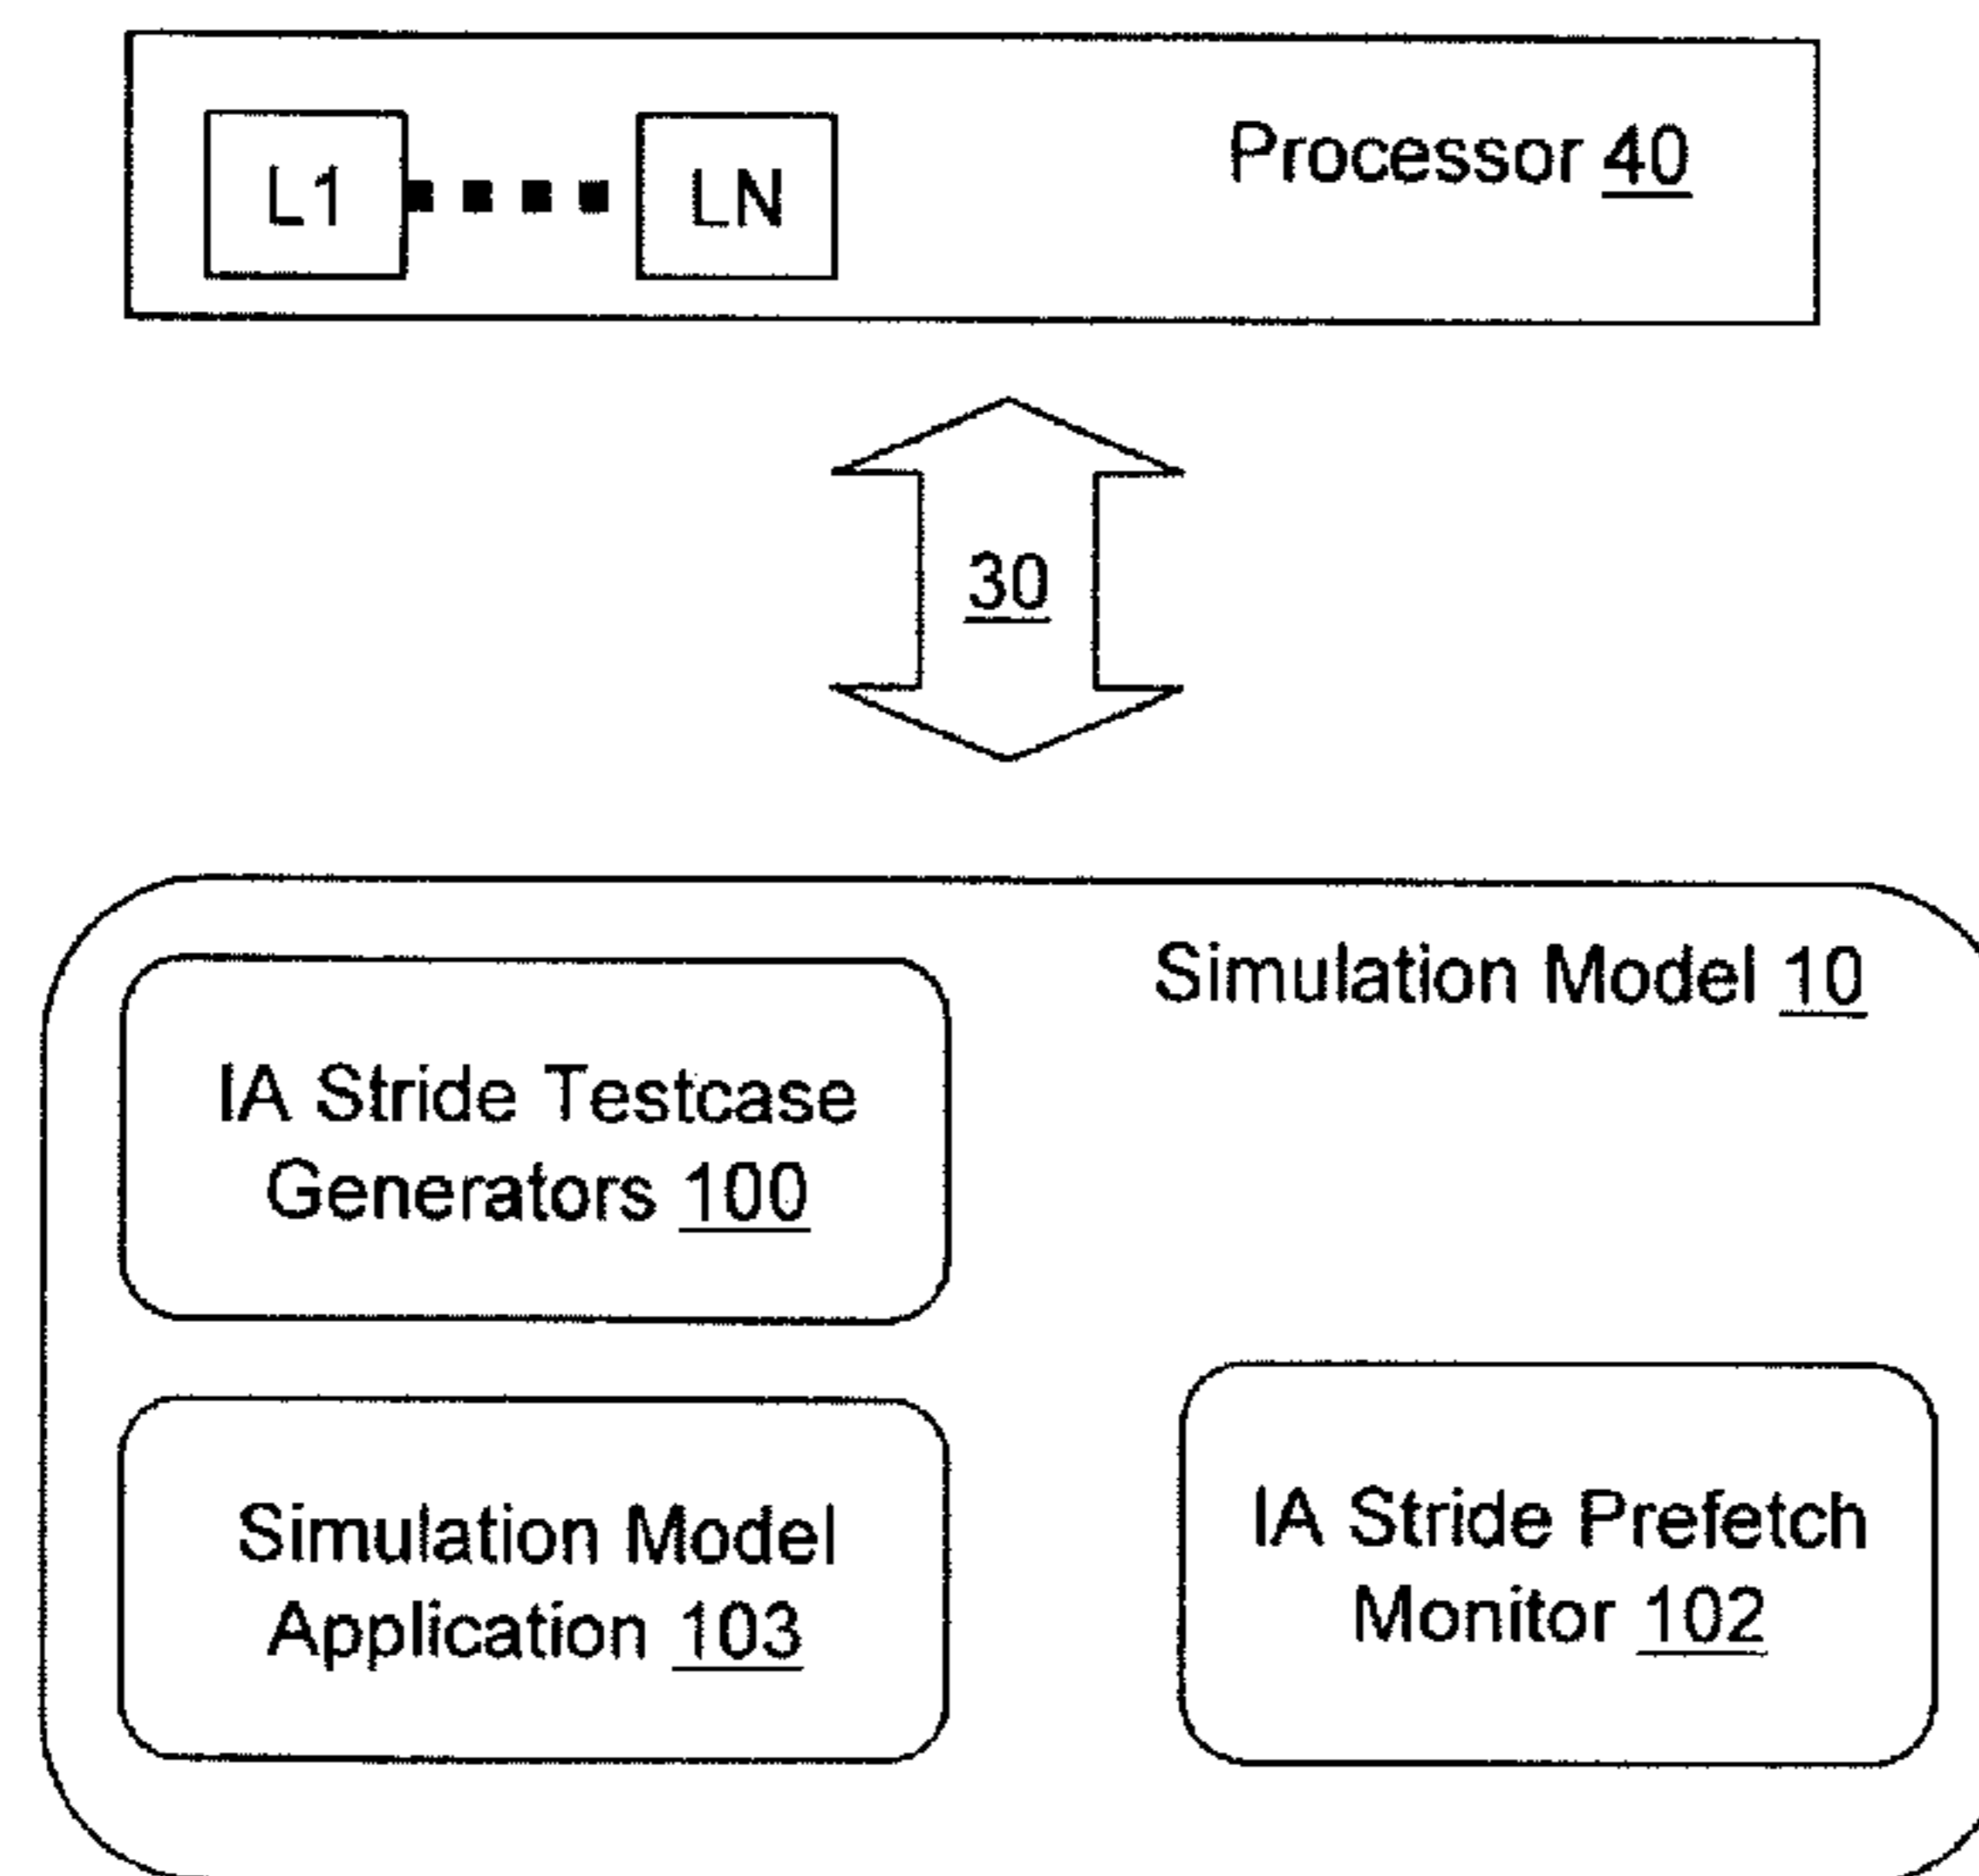 L1
LN
Processor 40
30
Simulation Model 10
IA Stride Testcase
Generators 100
Simulation Model
Application 103
IA Stride Prefetch
Monitor 102